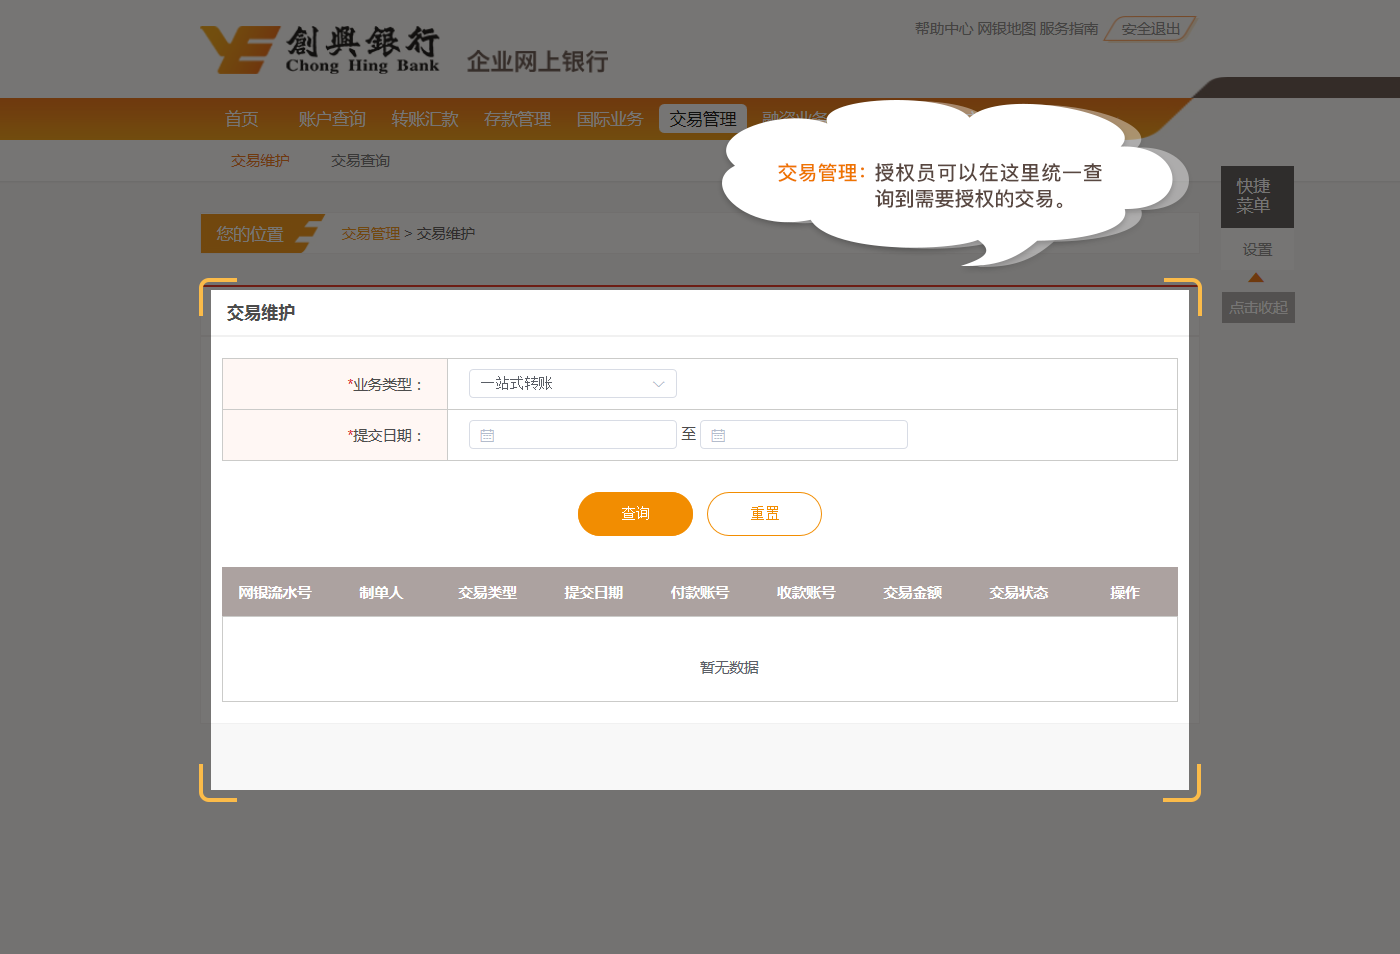 帮助中心 网银地图 服务指南 安全退出
創興銀行
Chong Hing Bank
企业网上银行
首页 账户查询 转账汇款 存款管理 国际业务 交易管理 融资业务
交易维护 交易查询
交易管理：授权员可以在这里统一查
询到需要授权的交易。
快捷
菜单
设置
点击收起
您的位置 交易管理 > 交易维护
交易维护
*业务类型： 一站式转账
*提交日期： 至
查询 重置
网银流水号 制单人 交易类型 提交日期 付款账号 收款账号 交易金额 交易状态 操作
暂无数据